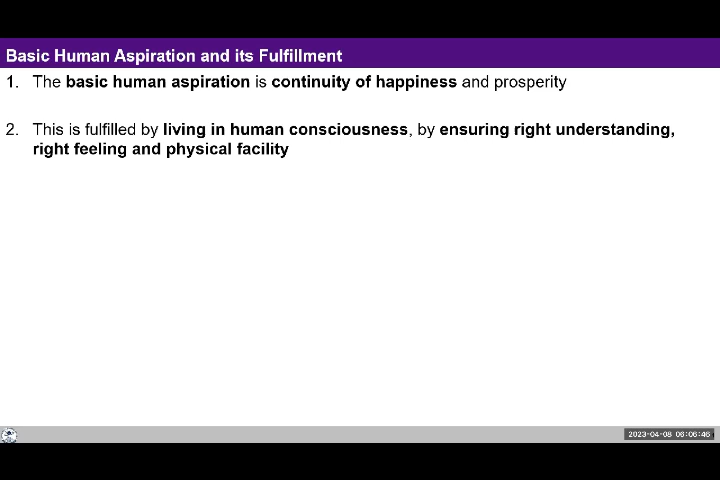 Basic Human Aspiration and its Fulfillment
1. The basic human aspiration is continuity of happiness and prosperity
2. This is fulfilled by living in human consciousness, by ensuring right understanding,
right feeling and physical facility
2023-04-08 06:06:46